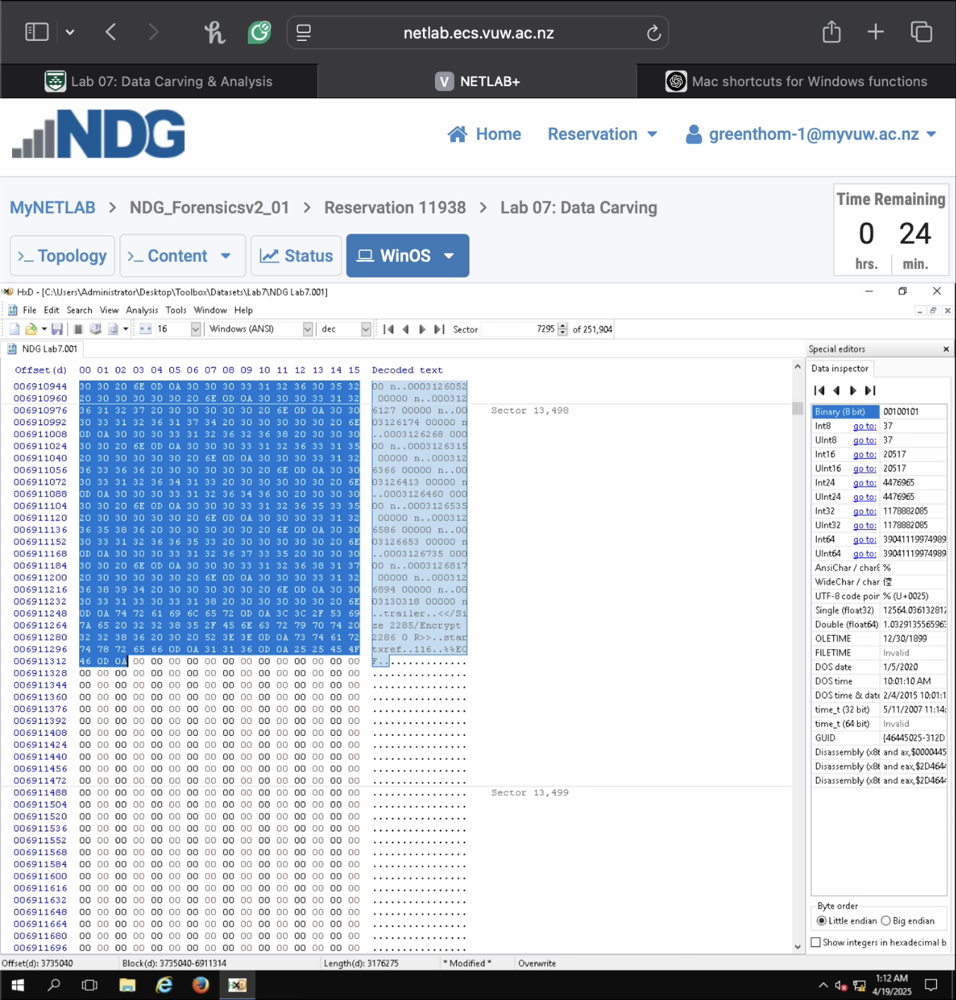 netlab.ecs.vuw.ac.nz
Lab 07: Data Carving & Analysis
V NETLAB+
Mac shortcuts for Windows functions
NDG
Home
Reservation
greenthom-1@myvuw.ac.nz
MyNETLAB > NDG_Forensicsv2_01 > Reservation 11938 > Lab 07: Data Carving
Time Remaining
0 24
hrs. min.
>_ Topology
>_ Content
Status
WinOS
HxD - [C:\Users\Administrator\Desktop\Toolbox\Datasets\Lab7\NDG Lab7.001]
File Edit Search View Analysis Tools Window Help
16 Windows (ANSI) dec Sector 7295 of 251,904
NDG Lab7.001
Offset(d) 00 01 02 03 04 05 06 07 08 09 10 11 12 13 14 15 Decoded text
006910944 30 30 20 6E 0D 0A 30 30 30 33 31 32 36 30 35 32 00 n..0003126052
006910960 20 30 30 30 30 30 20 6E 0D 0A 30 30 30 33 31 32  00000 n..000312
006910976 36 31 32 37 20 30 30 30 30 30 20 6E 0D 0A 30 30 6127 00000 n..00 Sector 13,498
006910992 30 33 31 32 36 31 37 34 20 30 30 30 30 30 20 6E 03126174 00000 n
006911008 0D 0A 30 30 30 33 31 32 36 32 36 38 20 30 30 30 ..0003126268 000
006911024 30 30 20 6E 0D 0A 30 30 30 33 31 32 36 33 31 35 00 n..0003126315
006911040 20 30 30 30 30 30 20 6E 0D 0A 30 30 30 33 31 32  00000 n..000312
006911056 36 33 36 36 20 30 30 30 30 30 20 6E 0D 0A 30 30 6366 00000 n..00
006911072 30 33 31 32 36 34 31 33 20 30 30 30 30 30 20 6E 03126413 00000 n
006911088 0D 0A 30 30 30 33 31 32 36 34 36 30 20 30 30 30 ..0003126460 000
006911104 30 30 20 6E 0D 0A 30 30 30 33 31 32 36 35 33 35 00 n..0003126535
006911120 20 30 30 30 30 30 20 6E 0D 0A 30 30 30 33 31 32  00000 n..000312
006911136 36 35 38 36 20 30 30 30 30 30 20 6E 0D 0A 30 30 6586 00000 n..00
006911152 30 33 31 32 36 36 35 33 20 30 30 30 30 30 20 6E 03126653 00000 n
006911168 0D 0A 30 30 30 33 31 32 36 37 33 35 20 30 30 30 ..0003126735 000
006911184 30 30 20 6E 0D 0A 30 30 30 33 31 32 36 38 31 37 00 n..0003126817
006911200 20 30 30 30 30 30 20 6E 0D 0A 30 30 30 33 31 32  00000 n..000312
006911216 36 38 39 34 20 30 30 30 30 30 20 6E 0D 0A 30 30 6894 00000 n..00
006911232 30 33 31 33 30 33 31 38 20 30 30 30 30 30 20 6E 03130318 00000 n
006911248 0D 0A 74 72 61 69 6C 65 72 0D 0A 3C 3C 2F 53 69 ..trailer..<</Si
006911264 7A 65 20 32 32 38 35 2F 45 6E 63 72 79 70 74 20 ze 2285/Encrypt
006911280 32 32 38 36 20 30 20 52 3E 3E 0D 0A 73 74 61 72 2286 0 R>>..star
006911296 74 78 72 65 66 0D 0A 31 31 36 0D 0A 25 25 45 4F txref..116..%%EO
006911312 46 0D 0A 00 00 00 00 00 00 00 00 00 00 00 00 00 F...............
006911328 00 00 00 00 00 00 00 00 00 00 00 00 00 00 00 00 ................
006911344 00 00 00 00 00 00 00 00 00 00 00 00 00 00 00 00 ................
006911360 00 00 00 00 00 00 00 00 00 00 00 00 00 00 00 00 ................
006911376 00 00 00 00 00 00 00 00 00 00 00 00 00 00 00 00 ................
006911392 00 00 00 00 00 00 00 00 00 00 00 00 00 00 00 00 ................
006911408 00 00 00 00 00 00 00 00 00 00 00 00 00 00 00 00 ................
006911424 00 00 00 00 00 00 00 00 00 00 00 00 00 00 00 00 ................
006911440 00 00 00 00 00 00 00 00 00 00 00 00 00 00 00 00 ................
006911456 00 00 00 00 00 00 00 00 00 00 00 00 00 00 00 00 ................
006911472 00 00 00 00 00 00 00 00 00 00 00 00 00 00 00 00 ................
006911488 00 00 00 00 00 00 00 00 00 00 00 00 00 00 00 00 ................ Sector 13,499
006911504 00 00 00 00 00 00 00 00 00 00 00 00 00 00 00 00 ................
006911520 00 00 00 00 00 00 00 00 00 00 00 00 00 00 00 00 ................
006911536 00 00 00 00 00 00 00 00 00 00 00 00 00 00 00 00 ................
006911552 00 00 00 00 00 00 00 00 00 00 00 00 00 00 00 00 ................
006911568 00 00 00 00 00 00 00 00 00 00 00 00 00 00 00 00 ................
006911584 00 00 00 00 00 00 00 00 00 00 00 00 00 00 00 00 ................
006911600 00 00 00 00 00 00 00 00 00 00 00 00 00 00 00 00 ................
006911616 00 00 00 00 00 00 00 00 00 00 00 00 00 00 00 00 ................
006911632 00 00 00 00 00 00 00 00 00 00 00 00 00 00 00 00 ................
006911648 00 00 00 00 00 00 00 00 00 00 00 00 00 00 00 00 ................
006911664 00 00 00 00 00 00 00 00 00 00 00 00 00 00 00 00 ................
006911680 00 00 00 00 00 00 00 00 00 00 00 00 00 00 00 00 ................
006911696 00 00 00 00 00 00 00 00 00 00 00 00 00 00 00 00 ................
Special editors
Data inspector
Binary (8 bit) 00100101
Int8 go to: 37
UInt8 go to: 37
Int16 go to: 20517
UInt16 go to: 20517
Int24 go to: 4476965
UInt24 go to: 4476965
Int32 go to: 1178882085
UInt32 go to: 1178882085
Int64 go to: 39041119974989
UInt64 go to: 39041119974989
AnsiChar / char8 %
WideChar / char
UTF-8 code poin % (U+0025)
Single (float32) 12564.036132812
Double (float64) 1.0329135565963
OLETIME 12/30/1899
FILETIME Invalid
DOS date 1/5/2020
DOS time 10:01:10 AM
DOS time & date 2/4/2015 10:01:1
time_t (32 bit) 5/11/2007 11:14:
time_t (64 bit) Invalid
GUID {46445025-312D
Disassembly (x8 and ax,$0000445
Disassembly (x8 and eax,$2D464
Disassembly (x8 and eax,$2D464
Byte order
Little endian Big endian
Show integers in hexadecimal b
Offset(d): 3735040 Block(d): 3735040-6911314 Length(d): 3176275 * Modified * Overwrite
1:12 AM
4/19/2025